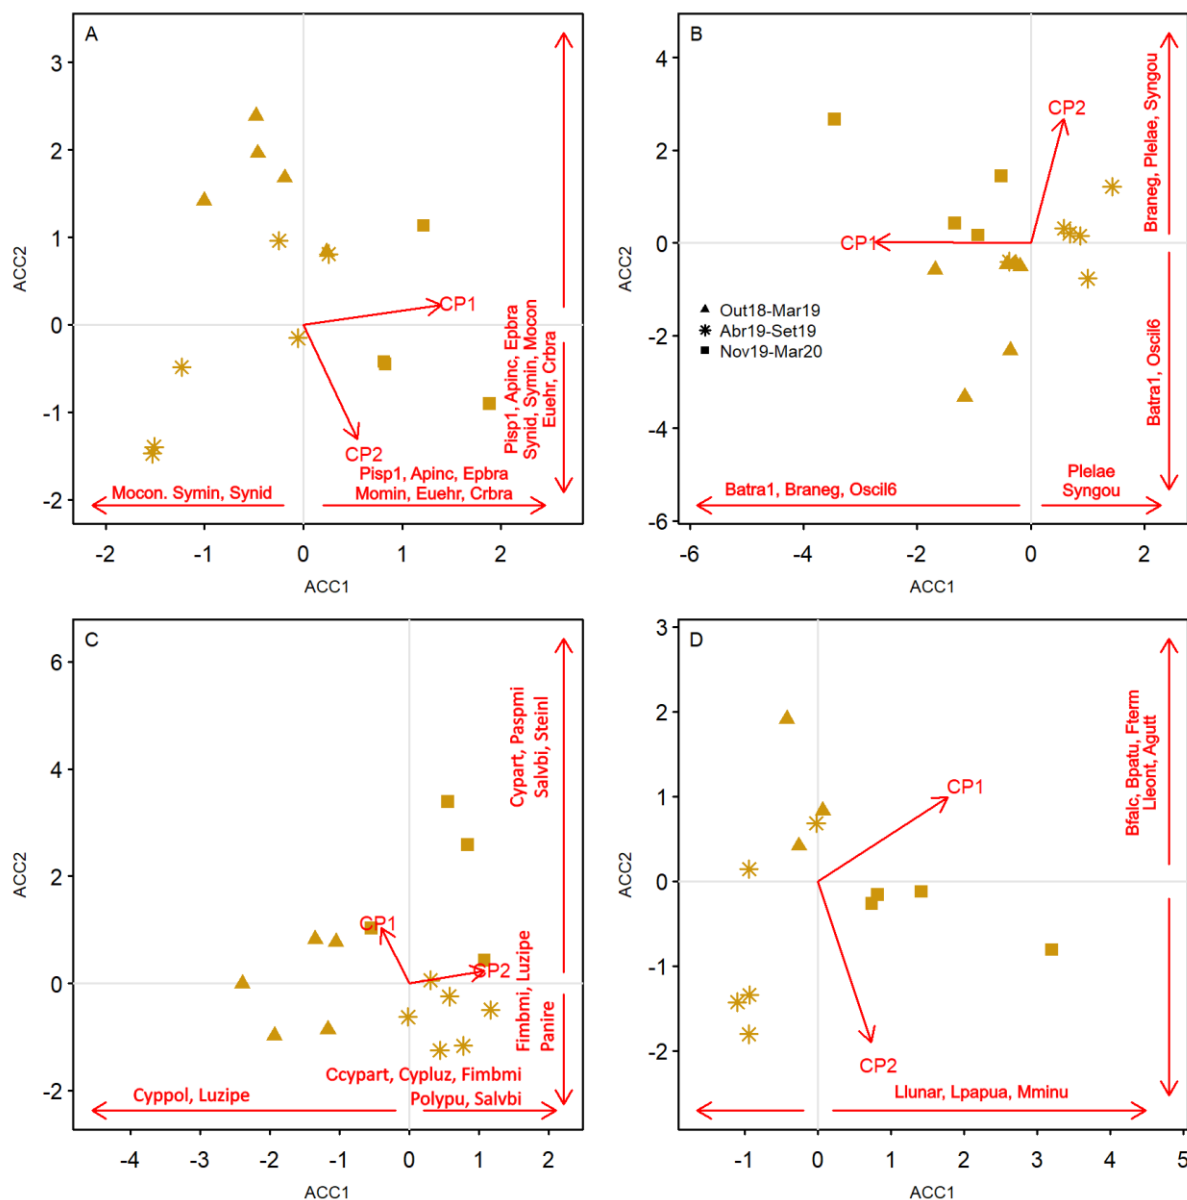 A
3
2
1
0
-1
-2
ACC2
CP1
CP2
Pisp1, Apinc, Epbra
Synid, Symin, Mocon
Euehr, Crbra
Pisp1, Apinc, Epbra
Momin, Euehr, Crbra
Mocon. Symin, Synid
-2
-1
0
1
2
ACC1
B
4
2
0
-2
-4
-6
ACC2
CP2
CP1
Braneg, Plelae, Syngou
Out18-Mar19
Abr19-Set19
Nov19-Mar20
Batra1, Oscil6
Batra1, Braneg, Oscil6
Plelae
Syngou
-6
-4
-2
0
2
ACC1
C
6
4
2
0
-2
ACC2
Cypart, Paspmi
Salvbi, Steinl
CP1
CP2
Fimbmi, Luzipe
Panire
Ccypart, Cypluz, Fimbmi
Polypu, Salvbi
Cyppol, Luzipe
-4
-3
-2
-1
0
1
2
ACC1
D
3
2
1
0
-1
-2
ACC2
Bfalc, Bpatu, Fterm
Lleont, Agutt
CP1
CP2
Llunar, Lpapua, Mminu
-1
0
1
2
3
4
5
ACC1